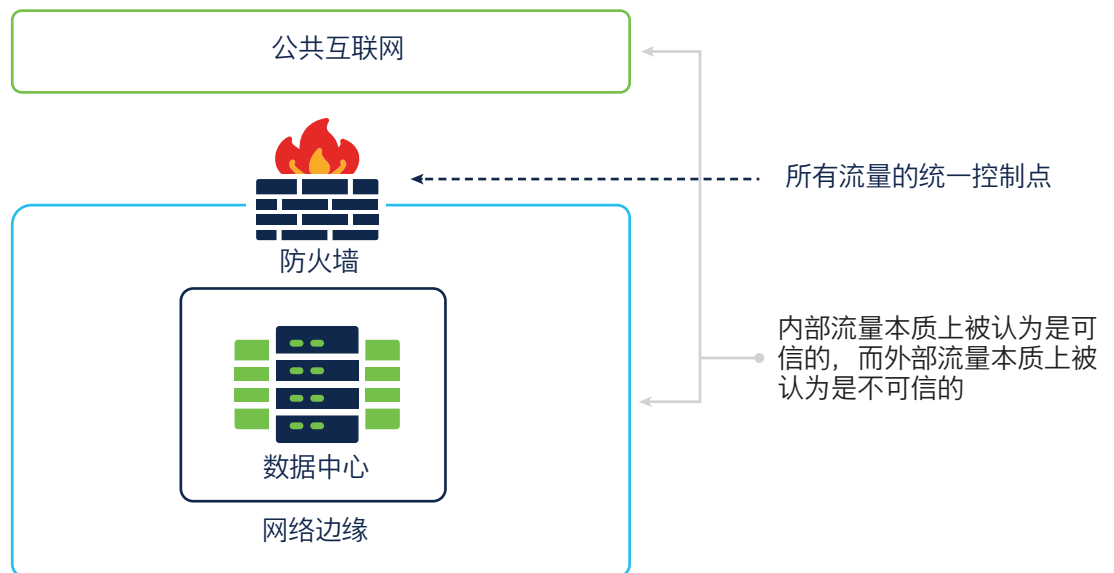 公共互联网
所有流量的统一控制点
防火墙
内部流量本质上被认为是可
信的，而外部流量本质上被
认为是不可信的
数据中心
网络边缘